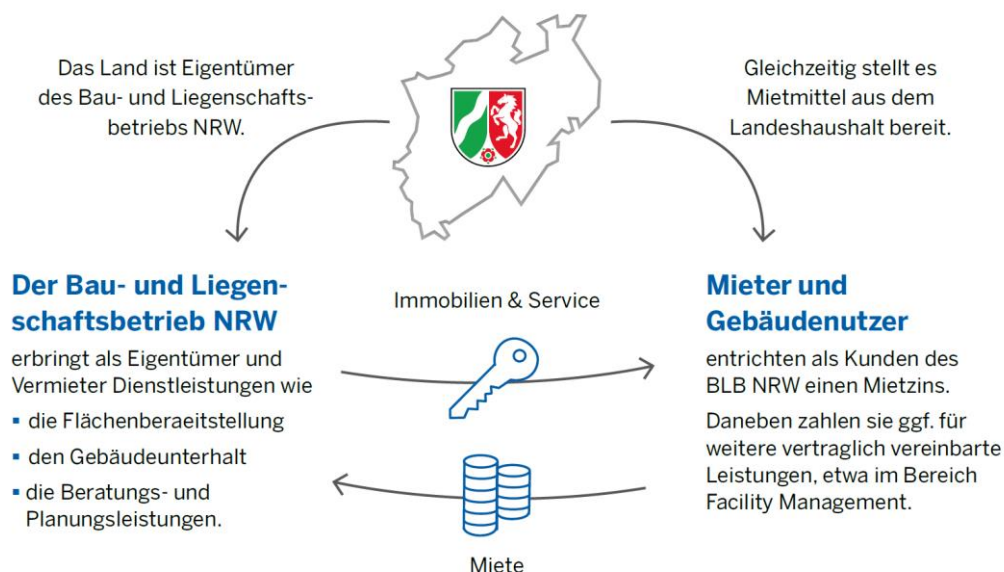 Das Land ist Eigentümer
des Bau- und Liegenschafts-
betriebs NRW.
Gleichzeitig stellt es
Mietmittel aus dem
Landeshaushalt bereit.
Der Bau- und Liegen-
schaftsbetrieb NRW
erbringt als Eigentümer und
Vermieter Dienstleistungen wie
▪ die Flächenberaeitstellung
▪ den Gebäudeunterhalt
▪ die Beratungs- und
Planungsleistungen.
Immobilien & Service
Miete
Mieter und
Gebäudenutzer
entrichten als Kunden des
BLB NRW einen Mietzins.
Daneben zahlen sie ggf. für
weitere vertraglich vereinbarte
Leistungen, etwa im Bereich
Facility Management.